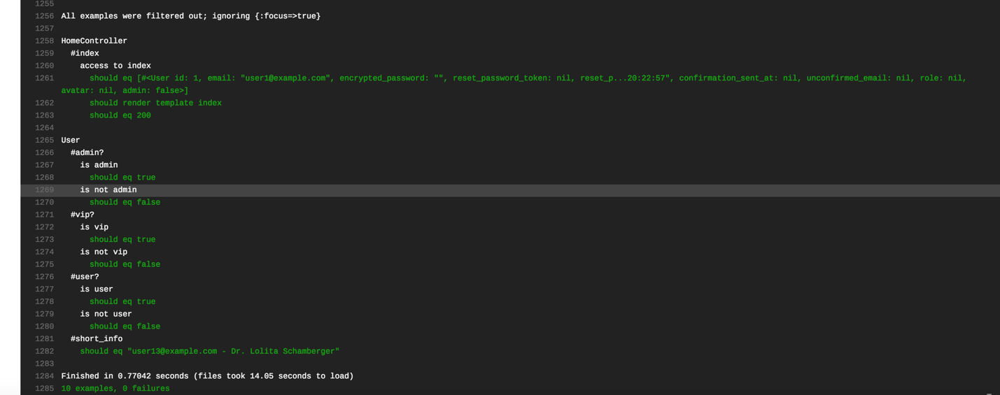 1255
1256 All examples were filtered out; ignoring {:focus=>true}
1257
1258 HomeController
1259 #index
1260 access to index
1261 should eq [#<User id: 1, email: "user1@example.com", encrypted_password: "", reset_password_token: nil, reset_p...20:22:57", confirmation_sent_at: nil, unconfirmed_email: nil, role: nil,
avatar: nil, admin: false>]
1262 should render template index
1263 should eq 200
1264
1265 User
1266 #admin?
1267 is admin
1268 should eq true
1269 is not admin
1270 should eq false
1271 #vip?
1272 is vip
1273 should eq true
1274 is not vip
1275 should eq false
1276 #user?
1277 is user
1278 should eq true
1279 is not user
1280 should eq false
1281 #short_info
1282 should eq "user13@example.com - Dr. Lolita Schamberger"
1283
1284 Finished in 0.77042 seconds (files took 14.05 seconds to load)
1285 10 examples, 0 failures